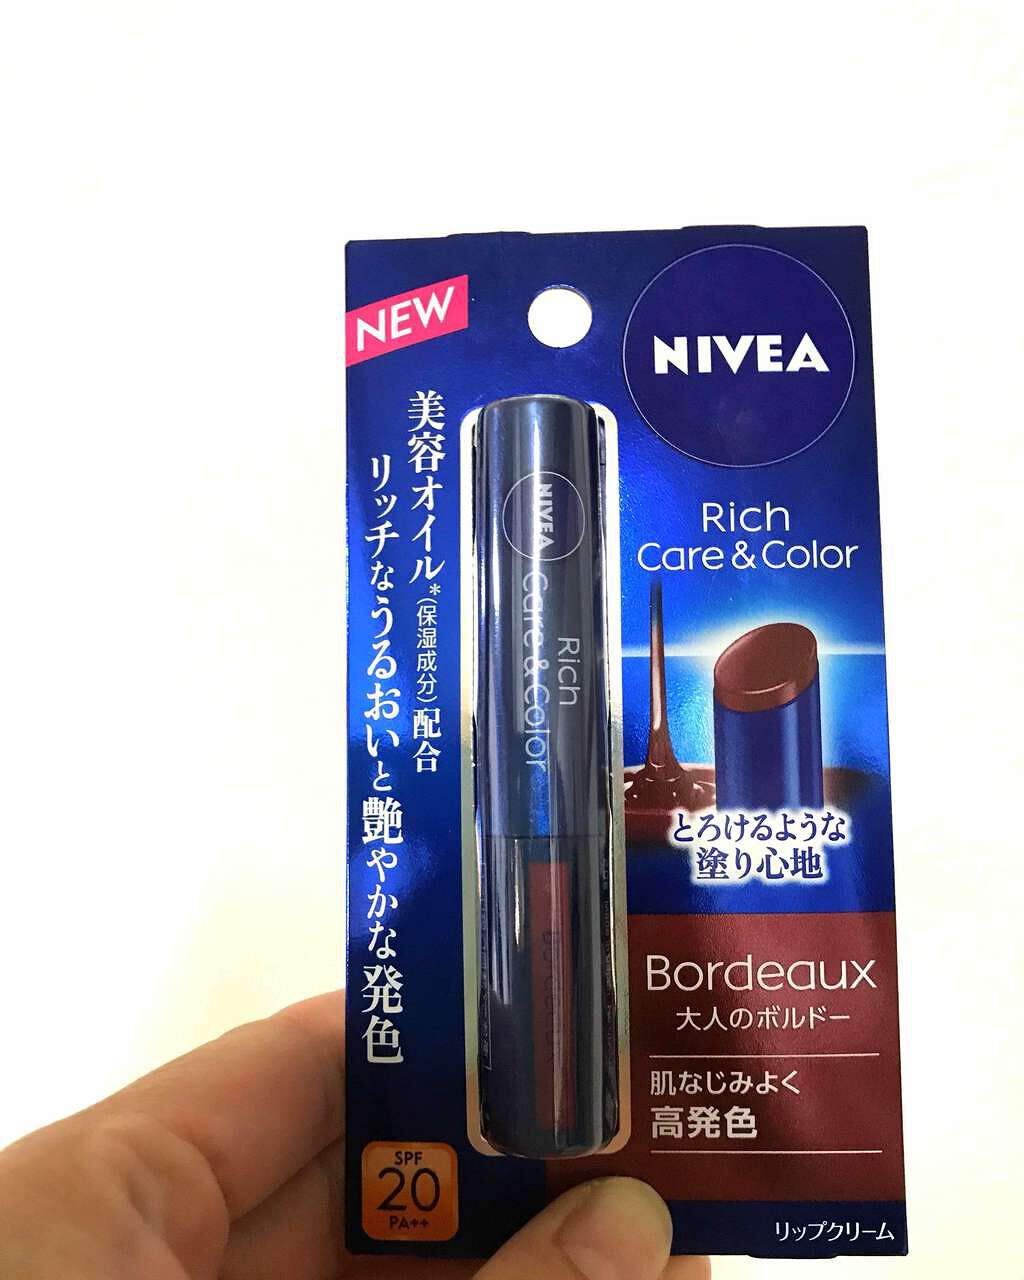 NEW
NIVEA
Rich
Care & Color
美容オイル*(保湿成分)配合
リッチなうるおいと艶やかな発色
NIVEA
Rich
Care & Color
とろけるような
塗り心地
Bordeaux
大人のボルドー
肌なじみよく
高発色
SPF
20
PA++
リップクリーム